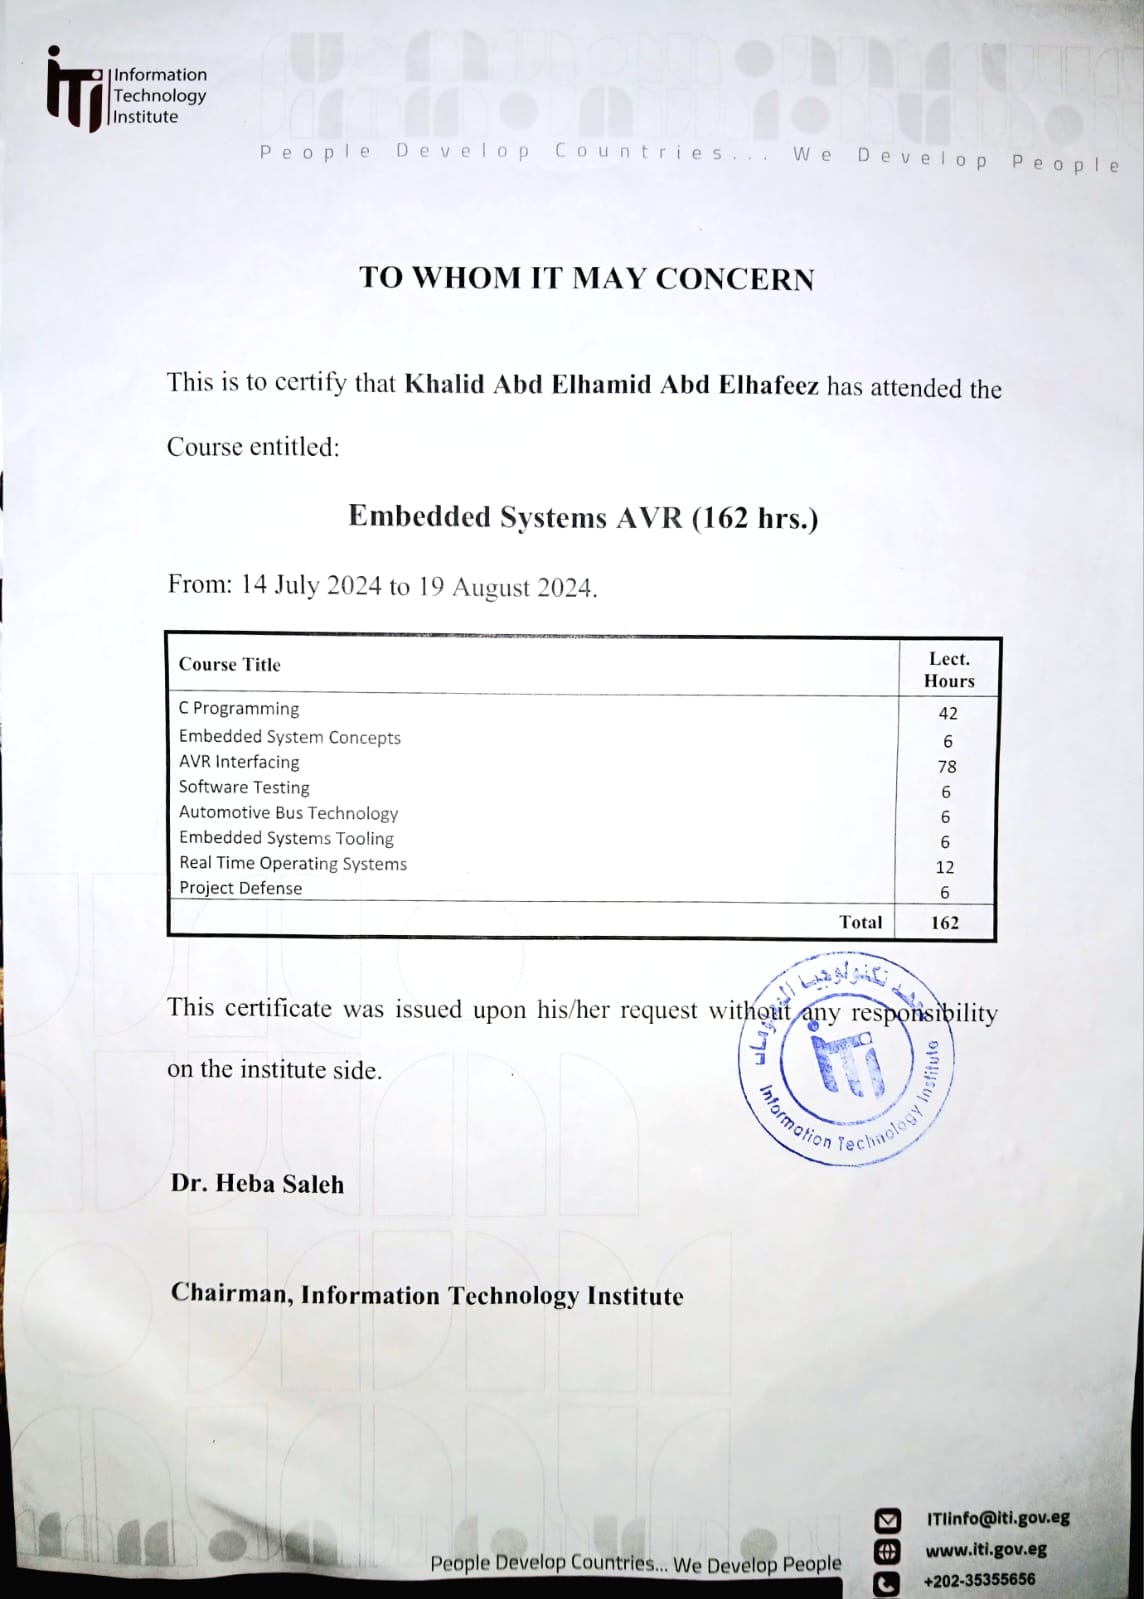 iTi
Information
Technology
Institute
People Develop Countries... We Develop People
TO WHOM IT MAY CONCERN
This is to certify that Khalid Abd Elhamid Abd Elhafeez has attended the
Course entitled:
Embedded Systems AVR (162 hrs.)
From: 14 July 2024 to 19 August 2024.
Course Title Lect. Hours
C Programming 42
Embedded System Concepts 6
AVR Interfacing 78
Software Testing 6
Automotive Bus Technology 6
Embedded Systems Tooling 6
Real Time Operating Systems 12
Project Defense 6
Total 162
This certificate was issued upon his/her request without any responsibility
on the institute side.
معهد تكنولوجيا المعلومات
iTi
Information Technology Institute
Dr. Heba Saleh
Chairman, Information Technology Institute
ITIinfo@iti.gov.eg
www.iti.gov.eg
+202-35355656
People Develop Countries... We Develop People